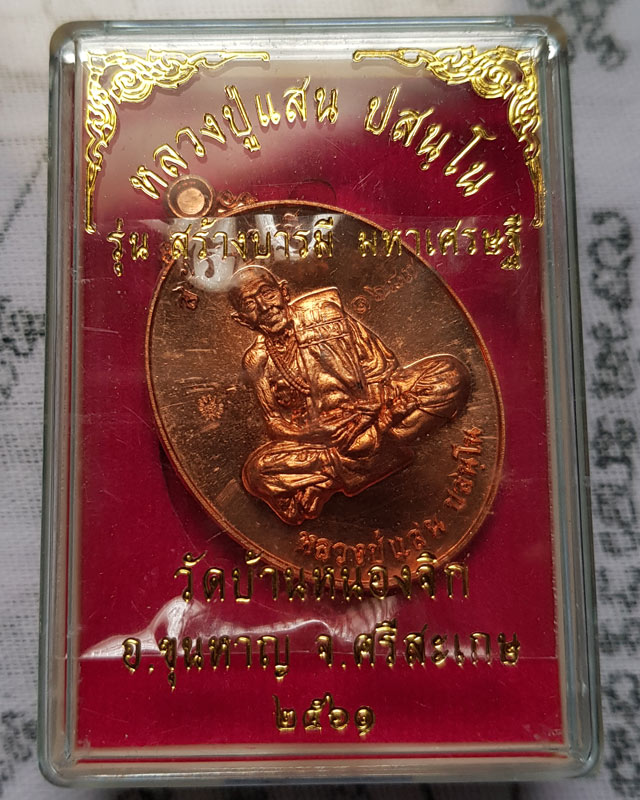 หลวงปู่แสน ปสนฺโน
รุ่น สร้างบารมี มหาเศรษฐี
หลวงปู่แสน ปสนฺโน
วัดบ้านหนองจิก
อ.ขุนหาญ จ.ศรีสะเกษ
๒๕๖๑